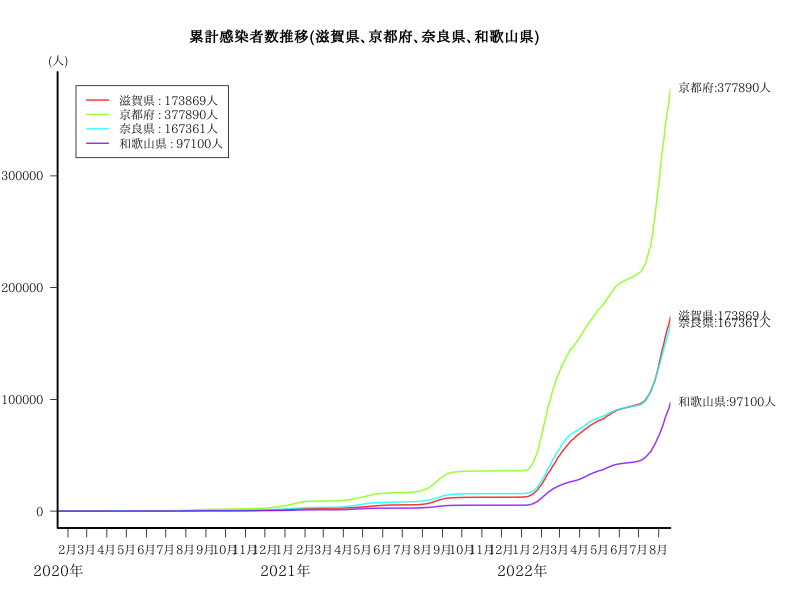 累計感染者数推移(滋賀県、京都府、奈良県、和歌山県)
(人)
滋賀県 : 173869人
京都府 : 377890人
奈良県 : 167361人
和歌山県 : 97100人
京都府:377890人
滋賀県:173869人
奈良県:167361人
和歌山県:97100人
300000
200000
100000
0
2月 3月 4月 5月 6月 7月 8月 9月 10月 11月 12月 1月 2月 3月 4月 5月 6月 7月 8月 9月 10月 11月 12月 1月 2月 3月 4月 5月 6月 7月 8月
2020年 2021年 2022年